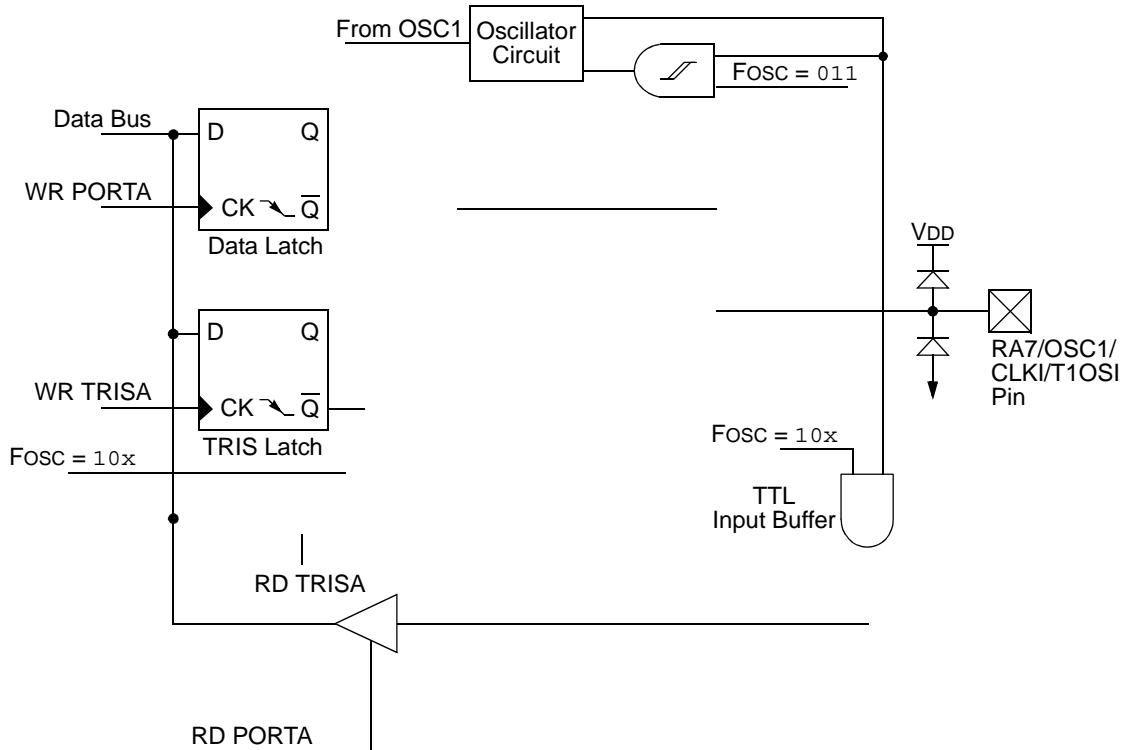 From OSC1
Oscillator
Circuit
FOSC = 011
Data Bus
D
Q
WR PORTA
CK
Q̅
Data Latch
VDD
D
Q
RA7/OSC1/
CLKI/T1OSI
Pin
WR TRISA
CK
Q̅
TRIS Latch
FOSC = 10x
FOSC = 10x
TTL
Input Buffer
RD TRISA
RD PORTA